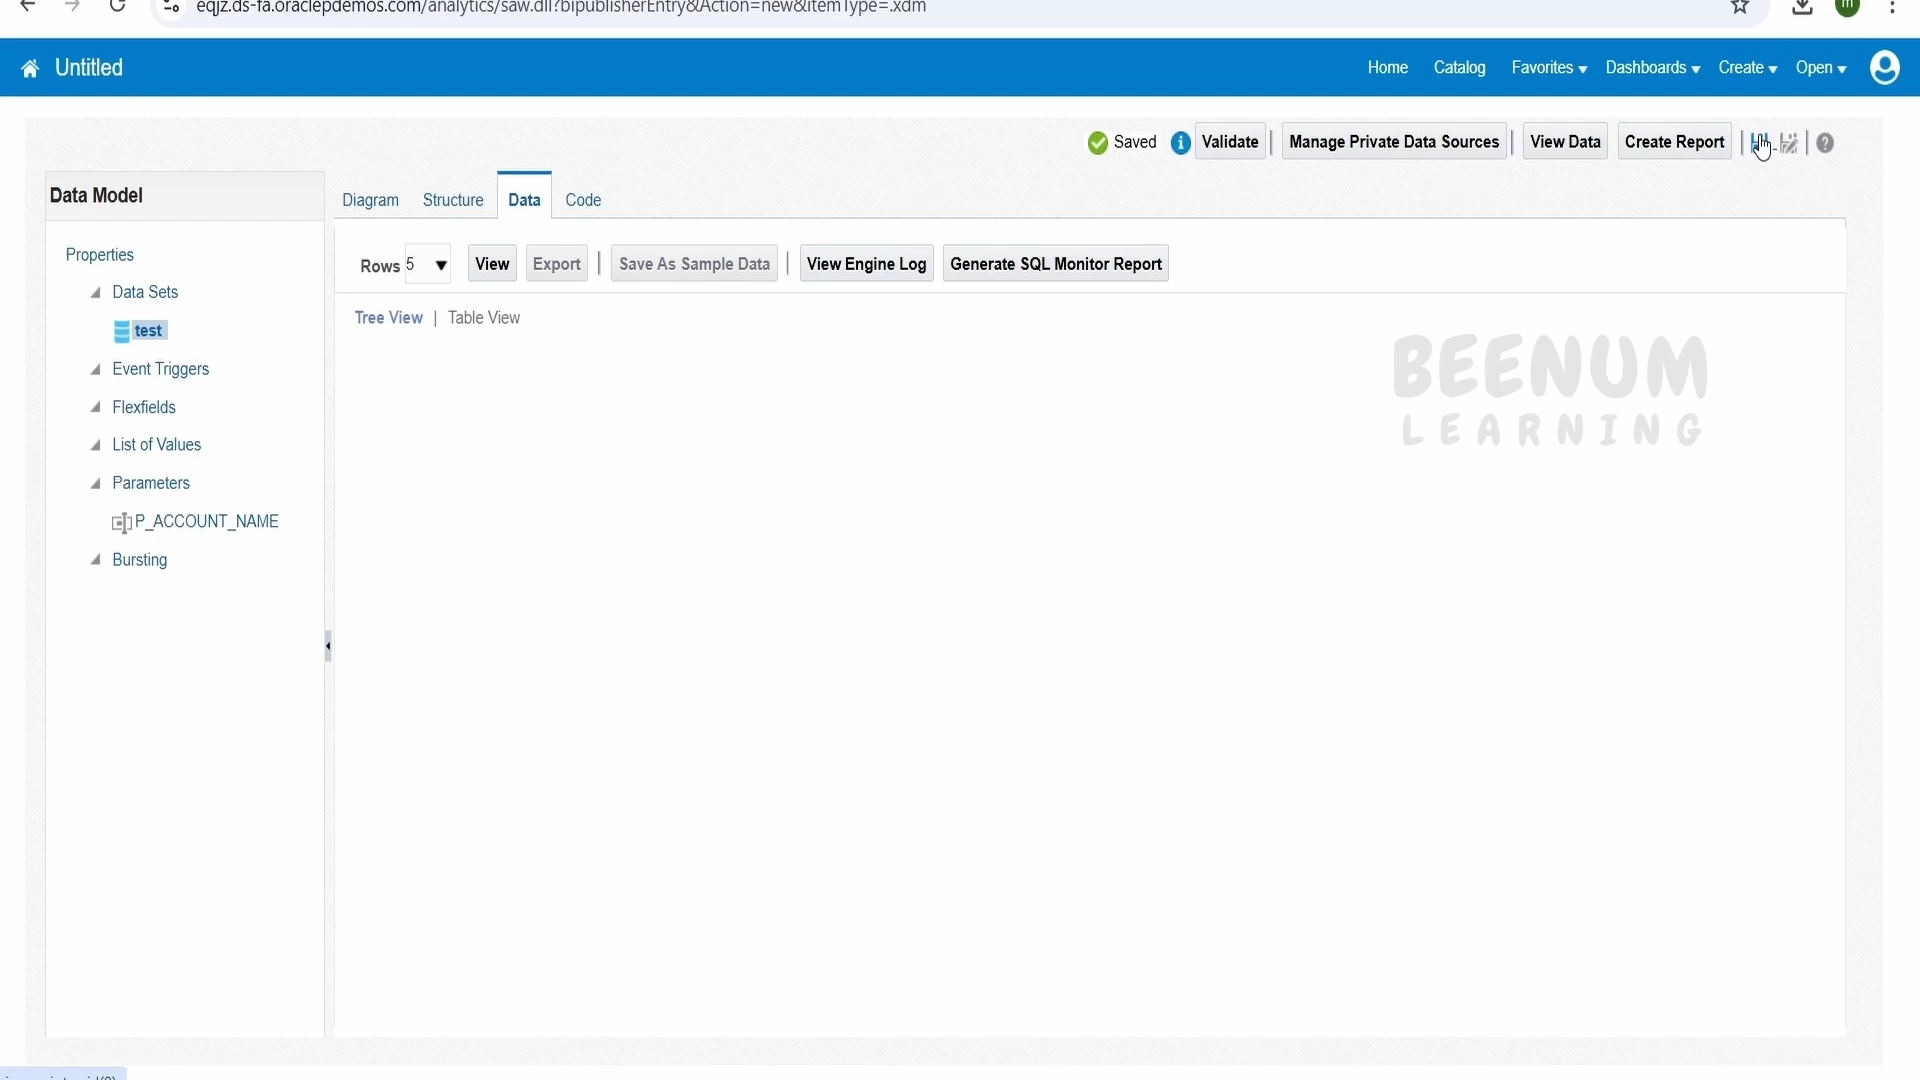 eqjz.ds-fa.oraclepdemos.com/analytics/saw.dll?bipublisherEntry&Action=new&itemType=.xdm
m
Untitled
Home Catalog Favorites Dashboards Create Open
Saved Validate Manage Private Data Sources View Data Create Report
Data Model
Diagram Structure Data Code
Properties
Rows 5 View Export Save As Sample Data View Engine Log Generate SQL Monitor Report
Data Sets
Tree View | Table View
test
Event Triggers
Flexfields
List of Values
Parameters
P_ACCOUNT_NAME
Bursting
BEENUM
LEARNING